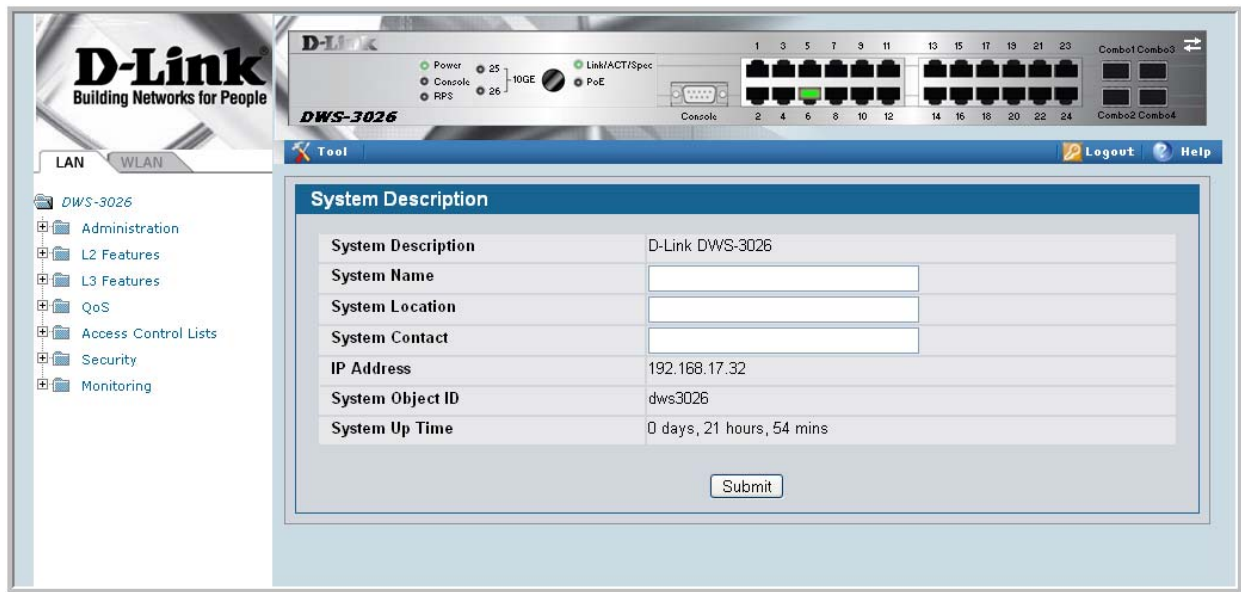 D-Link
Building Networks for People
D-Link
Power
Console
RPS
25
26
10GE
Link/ACT/Spec
PoE
DWS-3026
Console
1 3 5 7 9 11 13 15 17 19 21 23
2 4 6 8 10 12 14 16 18 20 22 24
Combo1 Combo3
Combo2 Combo4
LAN
WLAN
Tool
Logout
Help
DWS-3026
Administration
L2 Features
L3 Features
QoS
Access Control Lists
Security
Monitoring
System Description
System Description D-Link DWS-3026
System Name
System Location
System Contact
IP Address 192.168.17.32
System Object ID dws3026
System Up Time 0 days, 21 hours, 54 mins
Submit